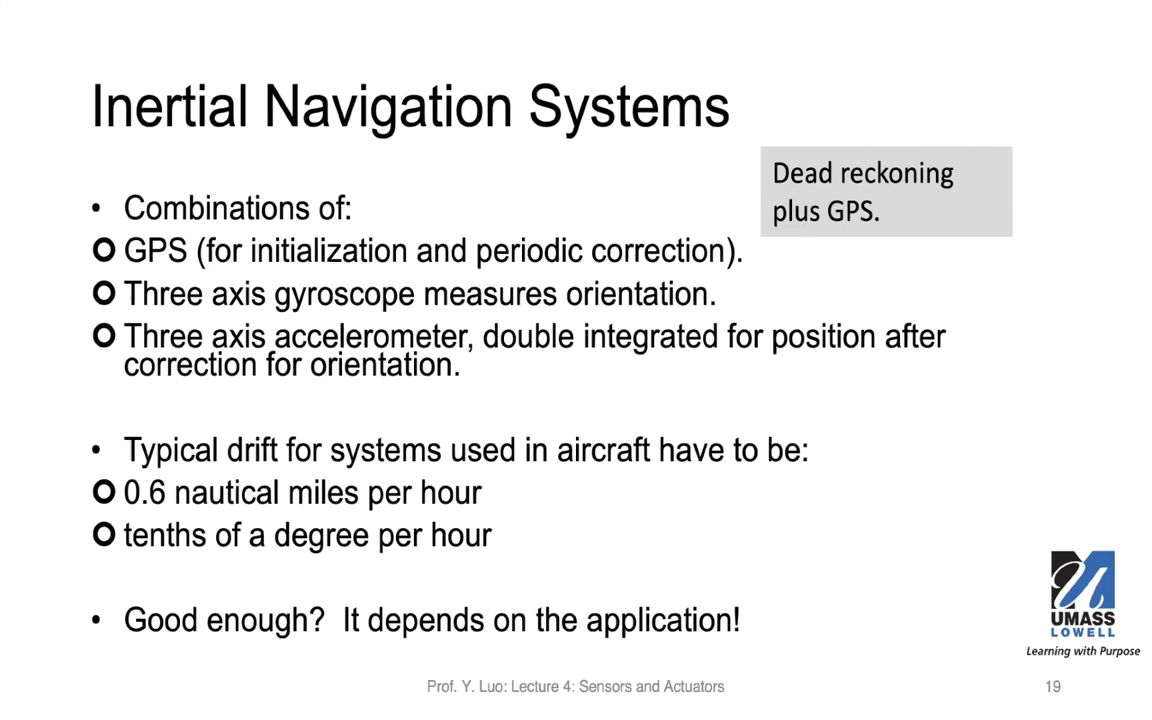 Inertial Navigation Systems
Dead reckoning
plus GPS.
• Combinations of:
O GPS (for initialization and periodic correction).
O Three axis gyroscope measures orientation.
O Three axis accelerometer, double integrated for position after
correction for orientation.
• Typical drift for systems used in aircraft have to be:
O 0.6 nautical miles per hour
O tenths of a degree per hour
• Good enough? It depends on the application!
UMASS
LOWELL
Learning with Purpose
Prof. Y. Luo: Lecture 4: Sensors and Actuators
19